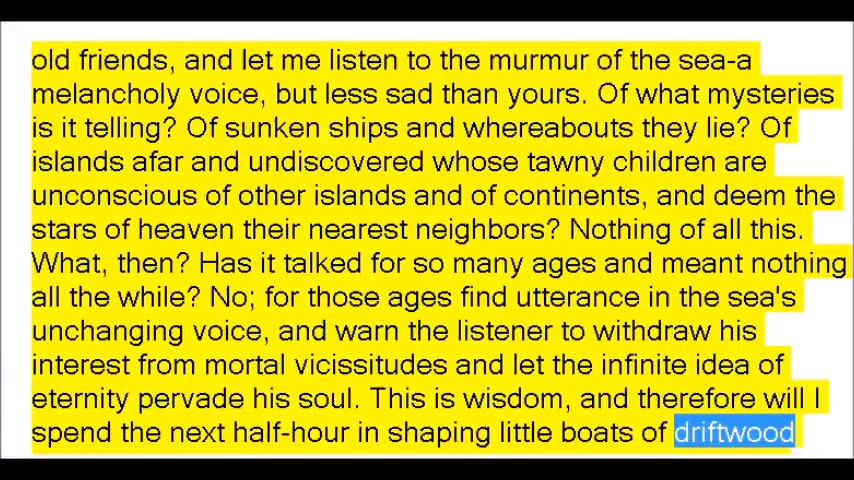 old friends, and let me listen to the murmur of the sea-a
melancholy voice, but less sad than yours. Of what mysteries
is it telling? Of sunken ships and whereabouts they lie? Of
islands afar and undiscovered whose tawny children are
unconscious of other islands and of continents, and deem the
stars of heaven their nearest neighbors? Nothing of all this.
What, then? Has it talked for so many ages and meant nothing
all the while? No; for those ages find utterance in the sea's
unchanging voice, and warn the listener to withdraw his
interest from mortal vicissitudes and let the infinite idea of
eternity pervade his soul. This is wisdom, and therefore will I
spend the next half-hour in shaping little boats of driftwood